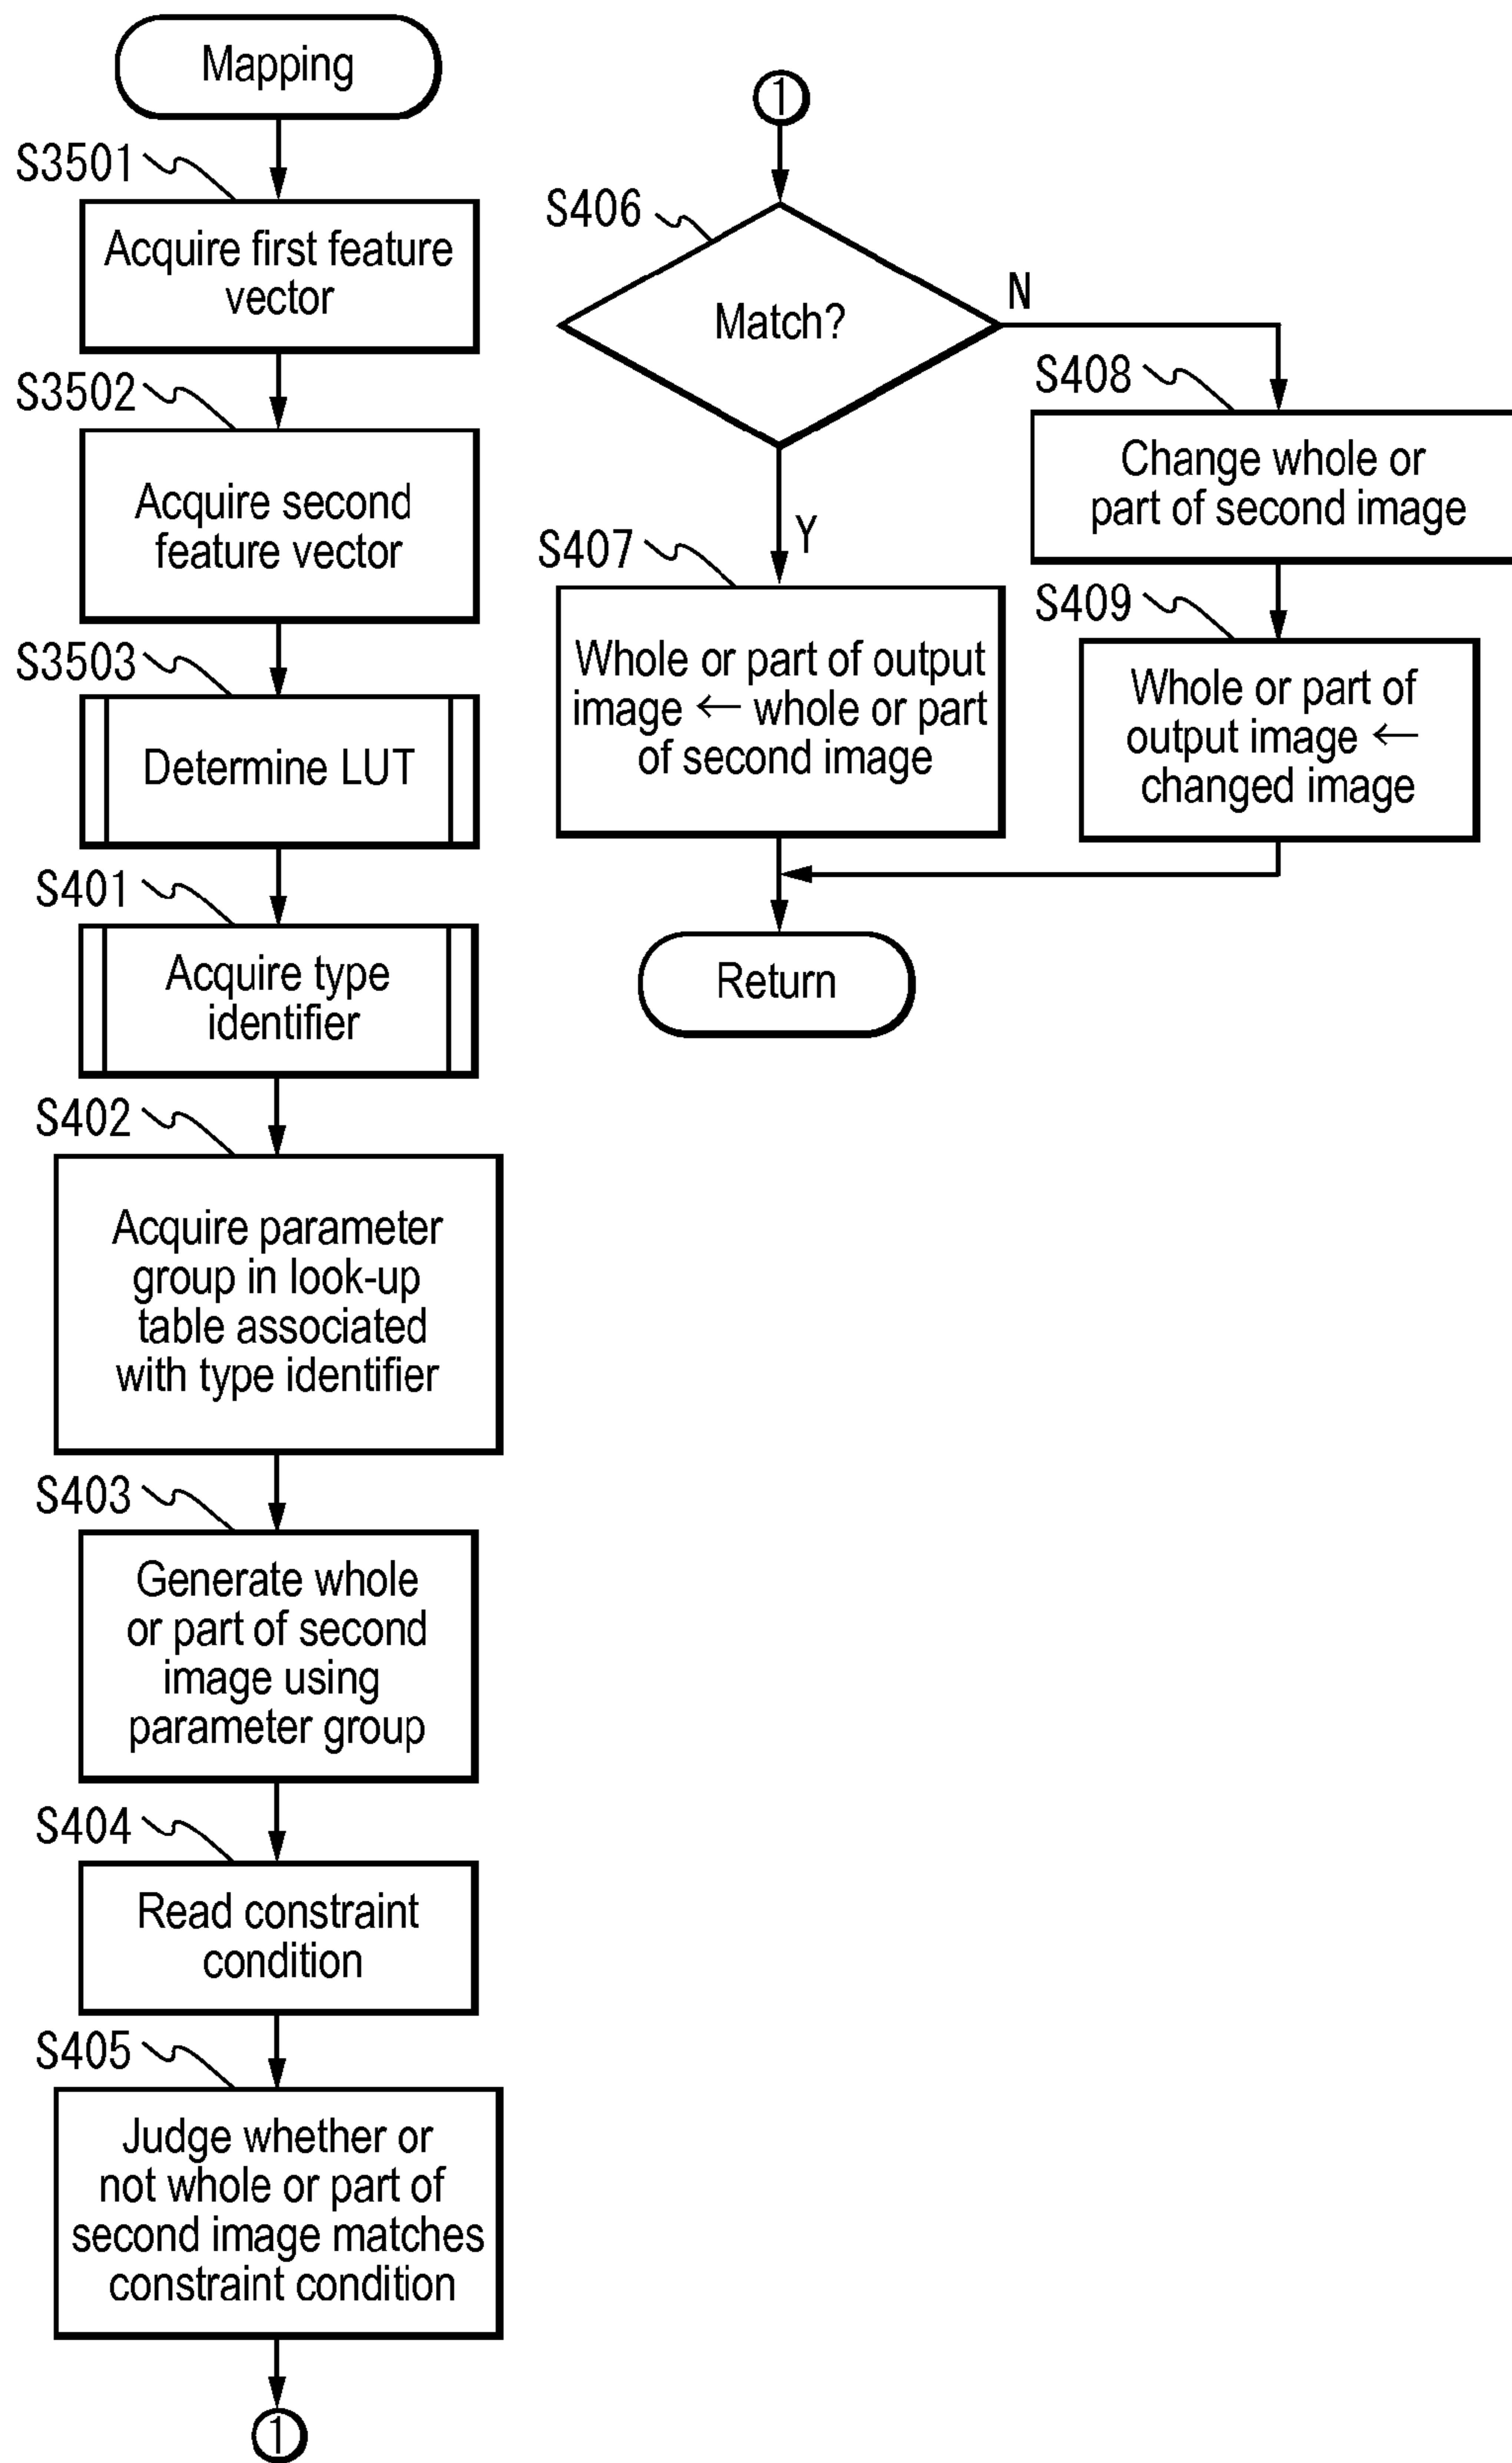 Mapping
S3501
Acquire first feature
vector
S3502
Acquire second
feature vector
S3503
Determine LUT
S401
Acquire type
identifier
S402
Acquire parameter
group in look-up
table associated
with type identifier
S403
Generate whole
or part of second
image using
parameter group
S404
Read constraint
condition
S405
Judge whether or
not whole or part of
second image matches
constraint condition
1
1
S406
Match?
N
Y
S407
Whole or part of output
image ← whole or part
of second image
S408
Change whole or
part of second image
S409
Whole or part of
output image ←
changed image
Return